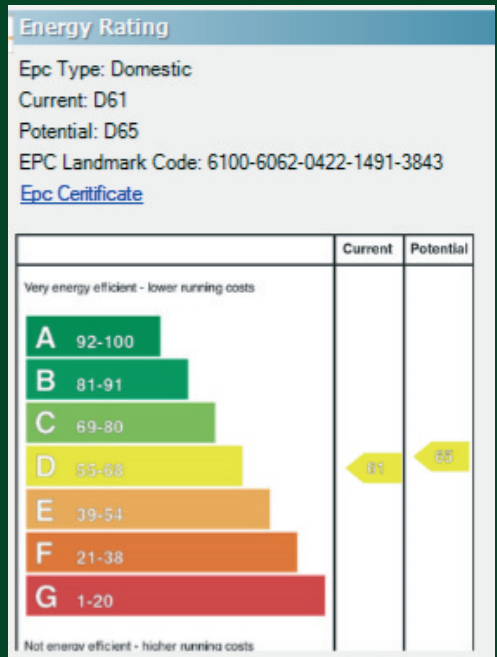 Energy Rating
Epc Type: Domestic
Current: D61
Potential: D65
EPC Landmark Code: 6100-6062-0422-1491-3843
Epc Certificate
Current Potential
Very energy efficient - lower running costs
A 92-100
B 81-91
C 69-80
D 55-68 61 65
E 39-54
F 21-38
G 1-20
Not energy efficient - higher running costs